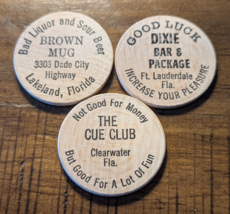 Bad Liquor and Sour Beer
BROWN
MUG
3303 Dade City
Highway
Lakeland, Florida
GOOD LUCK
DIXIE
BAR &
PACKAGE
Ft. Lauderdale
Fla.
INCREASE YOUR PLEASURE
Not Good For Money
THE
CUE CLUB
Clearwater
Fla.
But Good For A Lot Of Fun